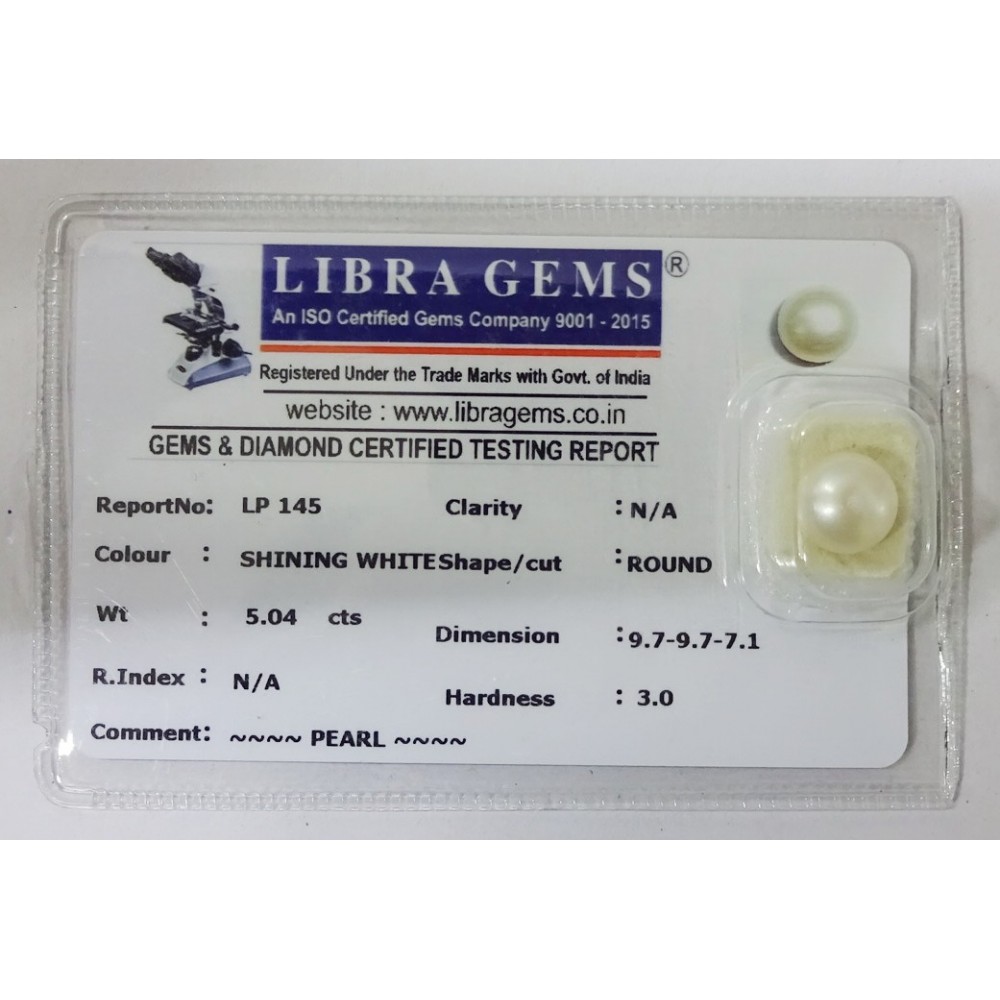 LIBRA GEMS ®
An ISO Certified Gems Company 9001 - 2015
Registered Under the Trade Marks with Govt. of India
website : www.libragems.co.in
GEMS & DIAMOND CERTIFIED TESTING REPORT
ReportNo: LP 145 Clarity : N/A
Colour : SHINING WHITE Shape/cut : ROUND
Wt : 5.04 cts Dimension : 9.7-9.7-7.1
R.Index : N/A Hardness : 3.0
Comment: ~~~~ PEARL ~~~~